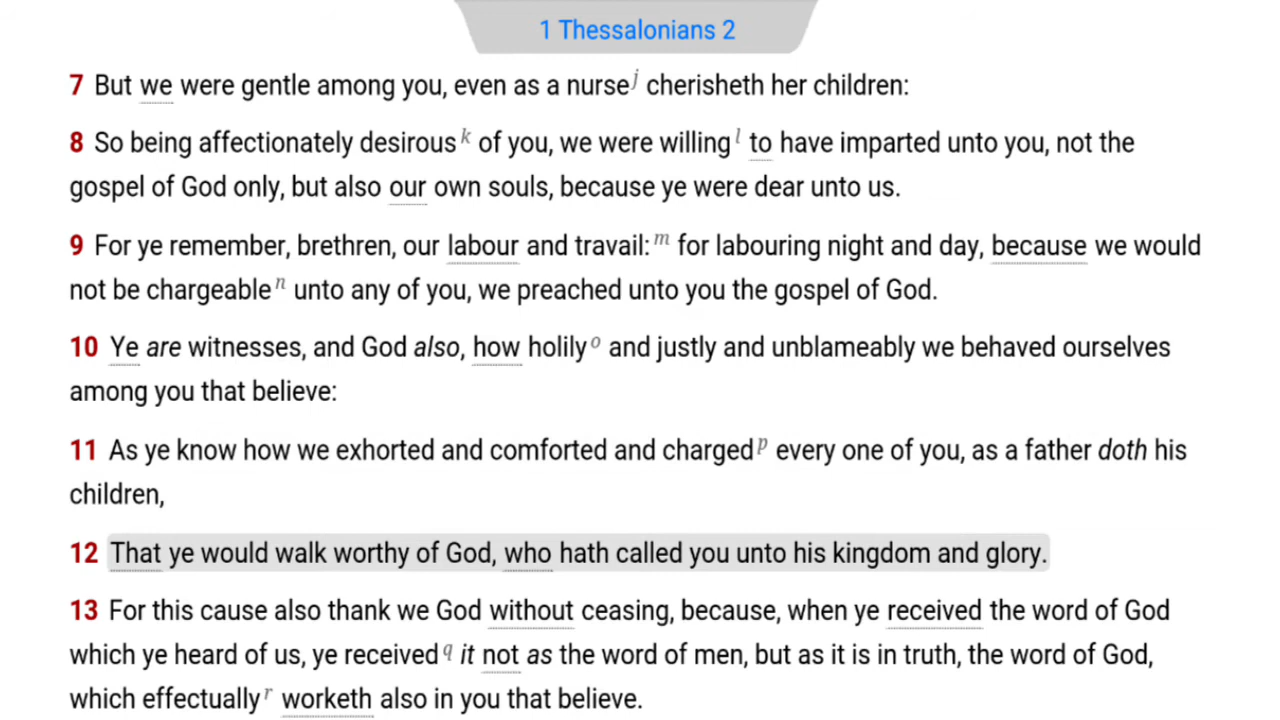 1 Thessalonians 2
7 But we were gentle among you, even as a nurse j cherisheth her children:
8 So being affectionately desirous k of you, we were willing l to have imparted unto you, not the
gospel of God only, but also our own souls, because ye were dear unto us.
9 For ye remember, brethren, our labour and travail: m for labouring night and day, because we would
not be chargeable n unto any of you, we preached unto you the gospel of God.
10 Ye are witnesses, and God also, how holily o and justly and unblameably we behaved ourselves
among you that believe:
11 As ye know how we exhorted and comforted and charged p every one of you, as a father doth his
children,
12 That ye would walk worthy of God, who hath called you unto his kingdom and glory.
13 For this cause also thank we God without ceasing, because, when ye received the word of God
which ye heard of us, ye received q it not as the word of men, but as it is in truth, the word of God,
which effectually r worketh also in you that believe.